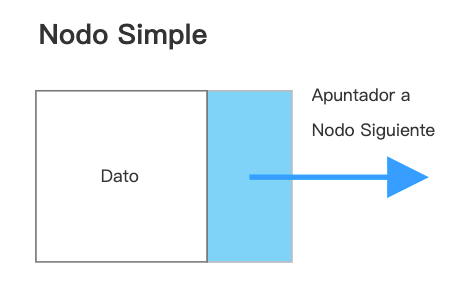 Nodo Simple
Apuntador a
Nodo Siguiente
Dato